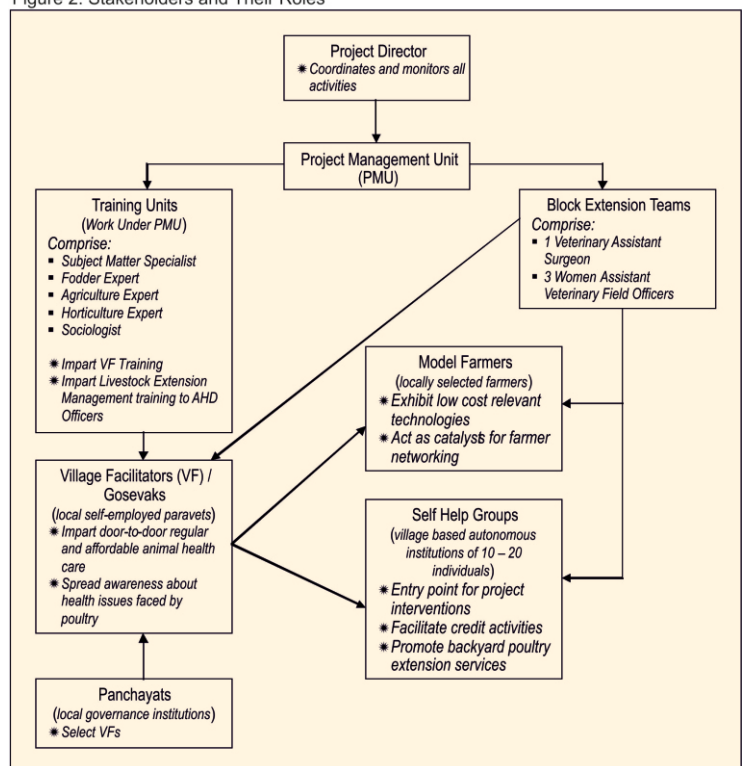 Figure 2. Stakeholders and Their Roles
Project Director
✷ Coordinates and monitors all
activities
Project Management Unit
(PMU)
Training Units
(Work Under PMU)
Comprise:
▪ Subject Matter Specialist
▪ Fodder Expert
▪ Agriculture Expert
▪ Horticulture Expert
▪ Sociologist
✷ Impart VF Training
✷ Impart Livestock Extension
Management training to AHD
Officers
Block Extension Teams
Comprise:
▪ 1 Veterinary Assistant
Surgeon
▪ 3 Women Assistant
Veterinary Field Officers
Model Farmers
(locally selected farmers)
✷ Exhibit low cost relevant
technologies
✷ Act as catalysts for farmer
networking
Village Facilitators (VF) /
Gosevaks
(local self-employed paravets)
✷ Impart door-to-door regular
and affordable animal health
care
✷ Spread awareness about
health issues faced by
poultry
Self Help Groups
(village based autonomous
institutions of 10 – 20
individuals)
✷ Entry point for project
interventions
✷ Facilitate credit activities
✷ Promote backyard poultry
extension services
Panchayats
(local governance institutions)
✷ Select VFs